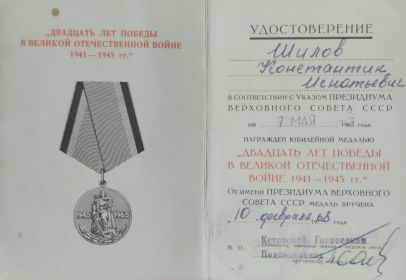 „ДВАДЦАТЬ ЛЕТ ПОБЕДЫ
В ВЕЛИКОЙ ОТЕЧЕСТВЕННОЙ ВОЙНЕ
1941—1945 гг."
1945 1965
УДОСТОВЕРЕНИЕ
Шилов
Константин
Игнатьевич
В СООТВЕТСТВИИ С УКАЗОМ ПРЕЗИДИУМА
ВЕРХОВНОГО СОВЕТА СССР
от 7 МАЯ 1965 года
НАГРАЖДЕН ЮБИЛЕЙНОЙ МЕДАЛЬЮ
„ДВАДЦАТЬ ЛЕТ ПОБЕДЫ
В ВЕЛИКОЙ ОТЕЧЕСТВЕННОЙ
ВОЙНЕ 1941—1945 гг."
От имени ПРЕЗИДИУМА ВЕРХОВНОГО
СОВЕТА СССР МЕДАЛЬ ВРУЧЕНА
10 февраля 1968 года
М. П.